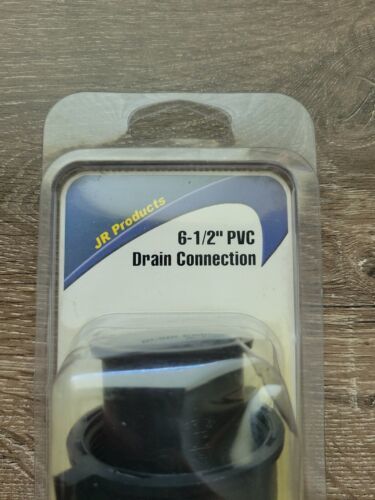 JR Products
6-1/2" PVC
Drain Connection